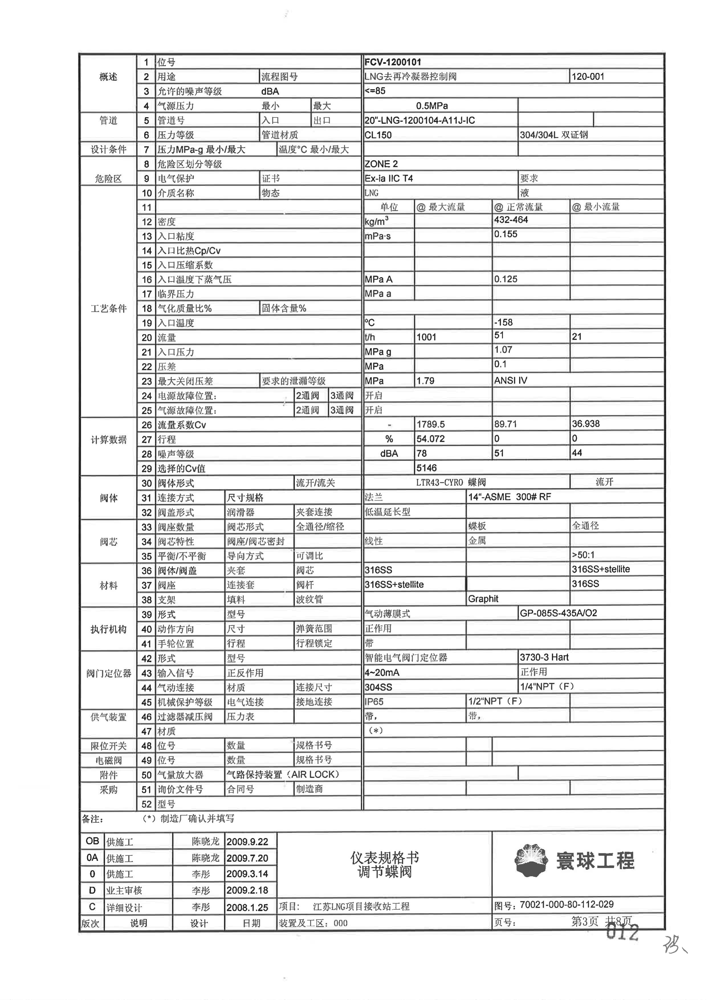 概述 1 位号 FCV-1200101
2 用途 流程图号 LNG去再冷凝器控制阀 120-001
3 允许的噪声等级 dBA <=85
4 气源压力 最小 最大 0.5MPa
管道 5 管道号 入口 出口 20"-LNG-1200104-A11J-IC
6 压力等级 管道材质 CL150 304/304L 双证钢
设计条件 7 压力MPa-g 最小/最大 温度°C 最小/最大
危险区 8 危险区划分等级 ZONE 2
9 电气保护 证书 Ex-ia IIC T4 要求
工艺条件 10 介质名称 物态 LNG 液
11 单位 @ 最大流量 @ 正常流量 @ 最小流量
12 密度 kg/m³ 432-464
13 入口粘度 mPa·s 0.155
14 入口比热Cp/Cv
15 入口压缩系数
16 入口温度下蒸气压 MPa A 0.125
17 临界压力 MPa a
18 气化质量比% 固体含量%
19 入口温度 °C -158
20 流量 t/h 1001 51 21
21 入口压力 MPa g 1.07
22 压差 MPa 0.1
23 最大关闭压差 要求的泄漏等级 MPa 1.79 ANSI IV
24 电源故障位置: 2通阀 3通阀 开启
25 气源故障位置: 2通阀 3通阀 开启
计算数据 26 流量系数Cv - 1789.5 89.71 36.938
27 行程 % 54.072 0 0
28 噪声等级 dBA 78 51 44
29 选择的Cv值 5146
阀体 30 阀体形式 流开/流关 LTR43-CYRO 蝶阀 流开
31 连接方式 尺寸规格 法兰 14"-ASME 300# RF
32 阀盖形式 润滑器 夹套连接 低温延长型
阀芯 33 阀座数量 阀芯形式 全通径/缩径 蝶板 全通径
34 阀芯特性 阀座/阀芯密封 线性 金属
35 平衡/不平衡 导向方式 可调比 >50:1
材料 36 阀体/阀盖 夹套 阀芯 316SS 316SS+stellite
37 阀座 连接套 阀杆 316SS+stellite 316SS
38 支架 填料 波纹管 Graphit
执行机构 39 形式 型号 气动薄膜式 GP-085S-435A/O2
40 动作方向 尺寸 弹簧范围 正作用
41 手轮位置 行程 行程锁定 带
阀门定位器 42 形式 型号 智能电气阀门定位器 3730-3 Hart
43 输入信号 正反作用 4~20mA 正作用
44 气动连接 材质 连接尺寸 304SS 1/4"NPT（F）
45 机械保护等级 电气连接 接地连接 IP65 1/2"NPT（F）
供气装置 46 过滤器减压阀 压力表 带, 带,
47 材质 (*)
限位开关 48 位号 数量 规格书号
电磁阀 49 位号 数量 规格书号
附件 50 气量放大器 气路保持装置（AIR LOCK）
采购 51 询价文件号 合同号 制造商
52 型号
备注: （*）制造厂确认并填写
OB 供施工 陈晓龙 2009.9.22
0A 供施工 陈晓龙 2009.7.20
0 供施工 李彤 2009.3.14
D 业主审核 李彤 2009.2.18
C 详细设计 李彤 2008.1.25
版次 说明 设计 日期
仪表规格书
调节蝶阀
寰球工程
项目: 江苏LNG项目接收站工程
图号: 70021-000-80-112-029
装置及工区: 000
页号: 第3页 共8页
012